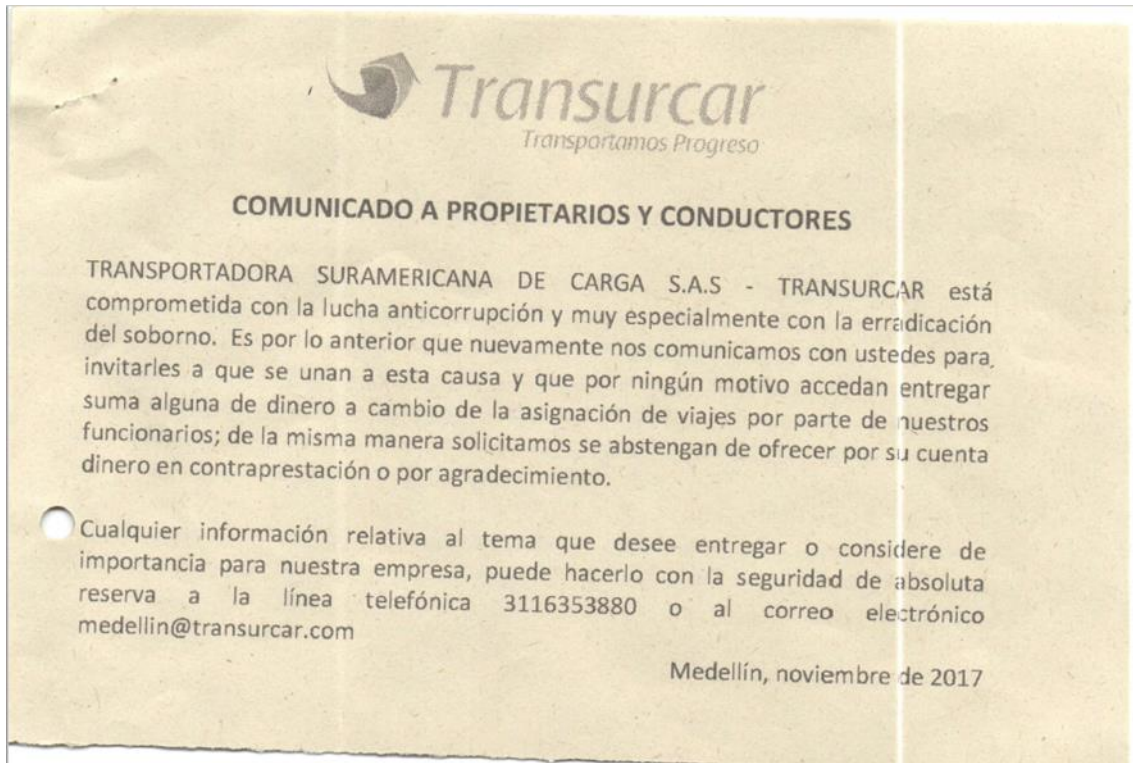 Transurcar
Transportamos Progreso
COMUNICADO A PROPIETARIOS Y CONDUCTORES
TRANSPORTADORA SURAMERICANA DE CARGA S.A.S - TRANSURCAR está
comprometida con la lucha anticorrupción y muy especialmente con la erradicación
del soborno. Es por lo anterior que nuevamente nos comunicamos con ustedes para
invitarles a que se unan a esta causa y que por ningún motivo accedan entregar
suma alguna de dinero a cambio de la asignación de viajes por parte de nuestros
funcionarios; de la misma manera solicitamos se abstengan de ofrecer por su cuenta
dinero en contraprestación o por agradecimiento.
Cualquier información relativa al tema que desee entregar o considere de
importancia para nuestra empresa, puede hacerlo con la seguridad de absoluta
reserva a la línea telefónica 3116353880 o al correo electrónico
medellin@transurcar.com
Medellín, noviembre de 2017